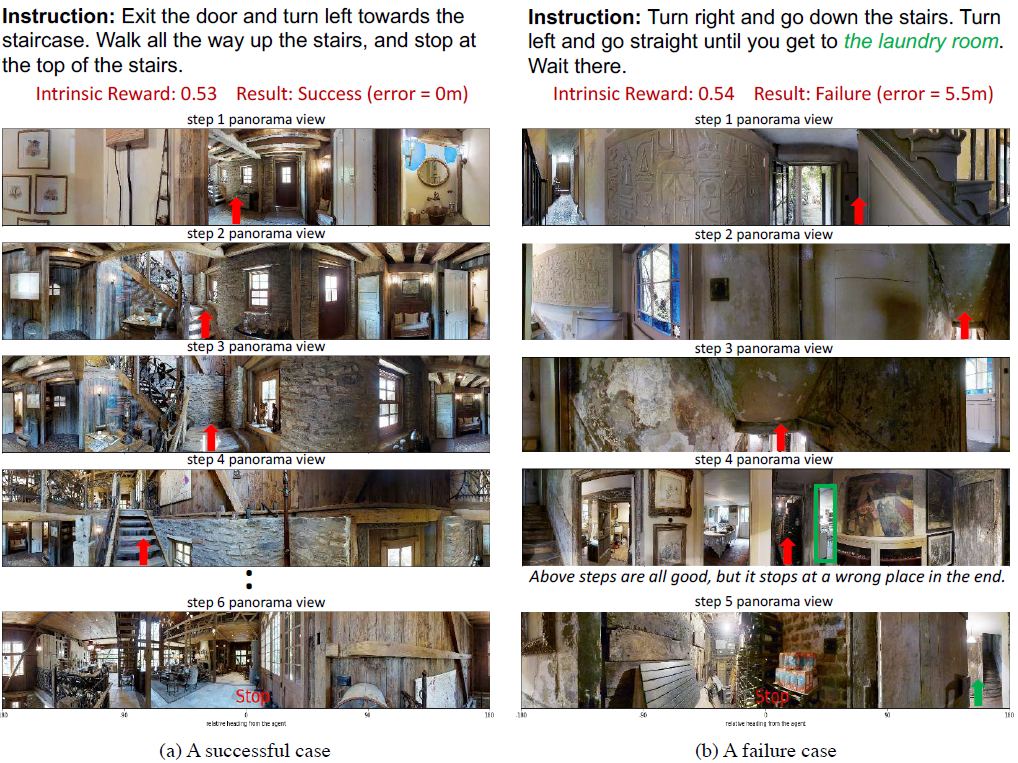 Instruction: Exit the door and turn left towards the
staircase. Walk all the way up the stairs, and stop at
the top of the stairs.
Intrinsic Reward: 0.53 Result: Success (error = 0m)
step 1 panorama view
step 2 panorama view
step 3 panorama view
step 4 panorama view
step 6 panorama view
Stop
-90 0 90 180
relative heading from the agent
(a) A successful case
Instruction: Turn right and go down the stairs. Turn
left and go straight until you get to the laundry room.
Wait there.
Intrinsic Reward: 0.54 Result: Failure (error = 5.5m)
step 1 panorama view
step 2 panorama view
step 3 panorama view
step 4 panorama view
Above steps are all good, but it stops at a wrong place in the end.
step 5 panorama view
Stop
-180 -90 0 90 180
relative heading from the agent
(b) A failure case